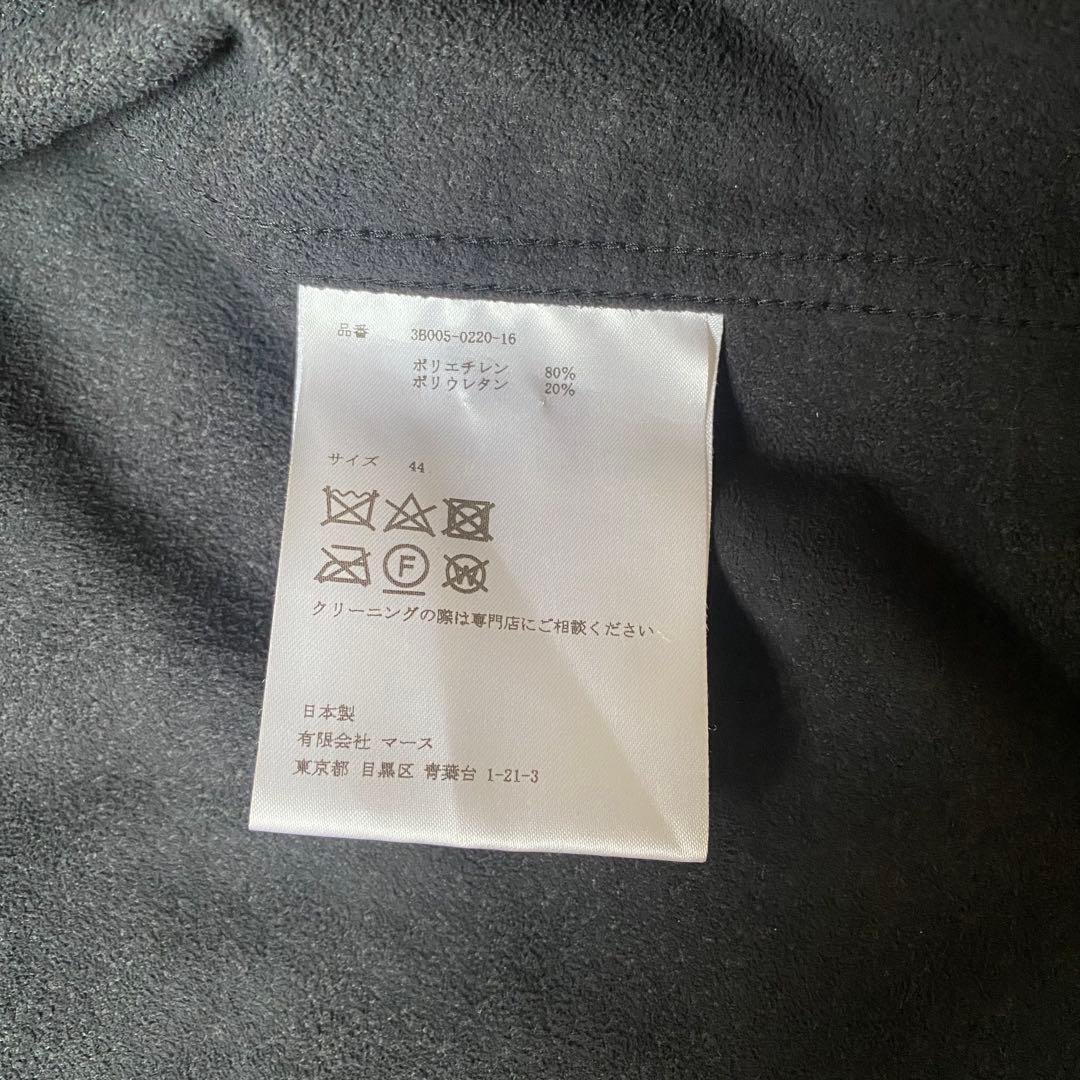 品番 3B005-0220-16
ポリエチレン 80%
ポリウレタン 20%
サイズ 44
F
W
クリーニングの際は専門店にご相談ください
日本製
有限会社 マース
東京都 目黒区 青葉台 1-21-3